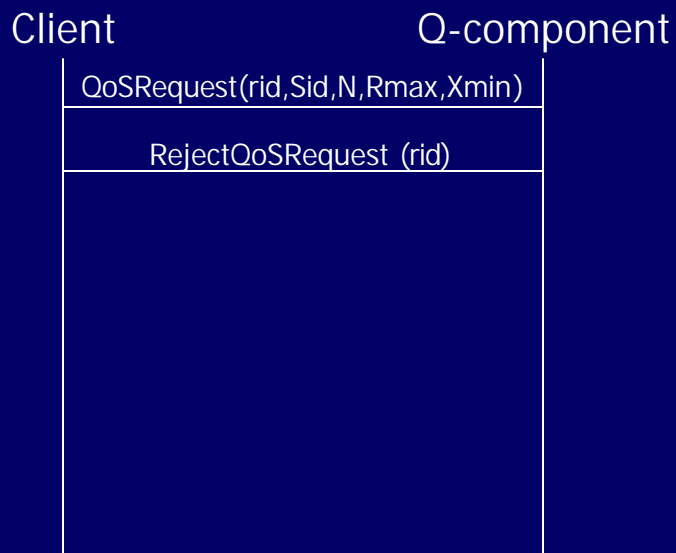 Client Q-component
QoSRequest(rid,Sid,N,Rmax,Xmin)
RejectQoSRequest (rid)